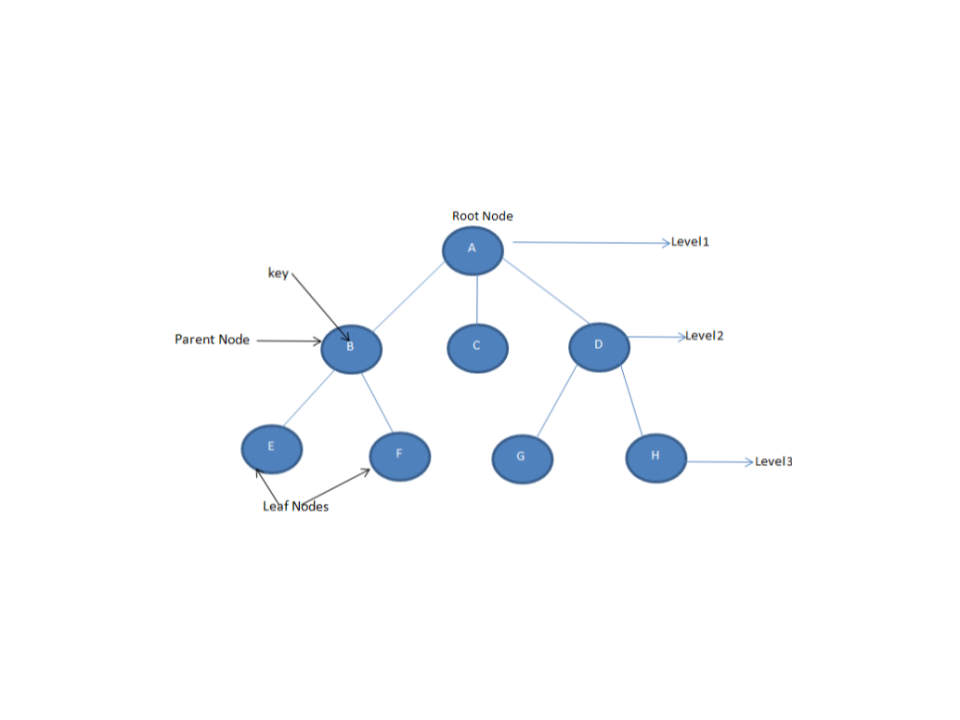 Root Node
A
Level1
key
Parent Node
B
C
D
Level2
E
F
G
H
Level3
Leaf Nodes